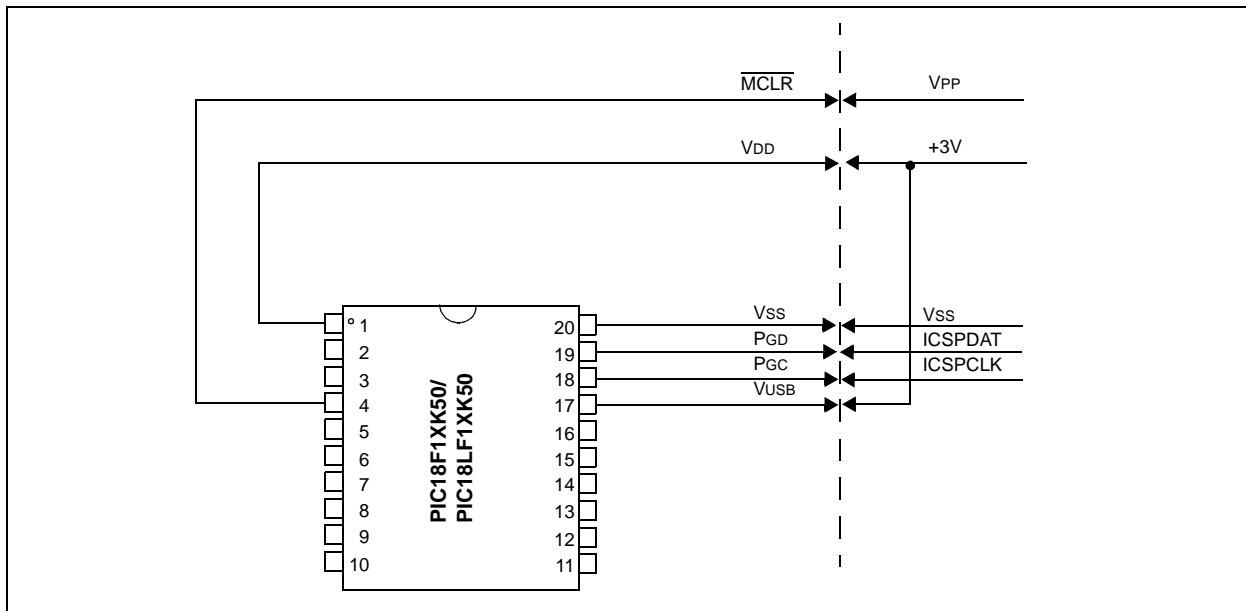 MCLR VPP
VDD +3V
1 20 VSS VSS
2 19 PGD ICSPDAT
3 18 PGC ICSPCLK
4 17 VUSB
5 16
6 15
7 14
8 13
9 12
10 11
PIC18F1XK50/
PIC18LF1XK50